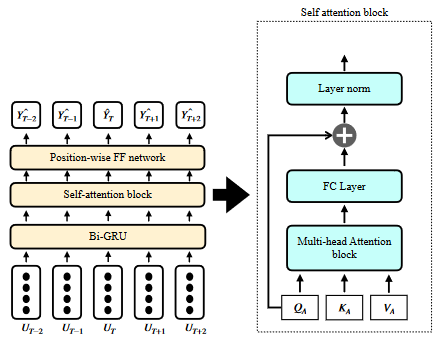 Self attention block
Layer norm
+
FC Layer
Multi-head Attention
block
Q_A K_A V_A
Ŷ_{T−2} Ŷ_{T−1} Ŷ_T Ŷ_{T+1} Ŷ_{T+2}
Position-wise FF network
Self-attention block
Bi-GRU
U_{T−2} U_{T−1} U_T U_{T+1} U_{T+2}